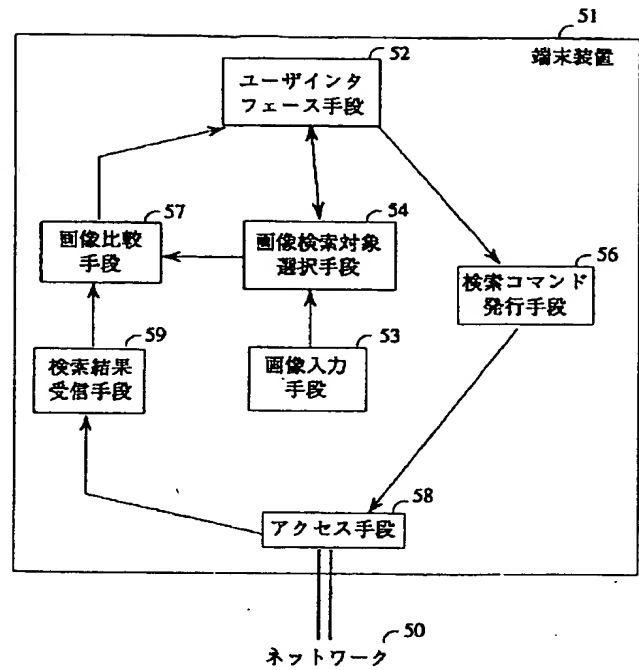 51
端末装置
52
ユーザインタ
フェース手段
57
画像比較
手段
54
画像検索対象
選択手段
56
検索コマンド
発行手段
59
検索結果
受信手段
53
画像入力
手段
58
アクセス手段
50
ネットワーク